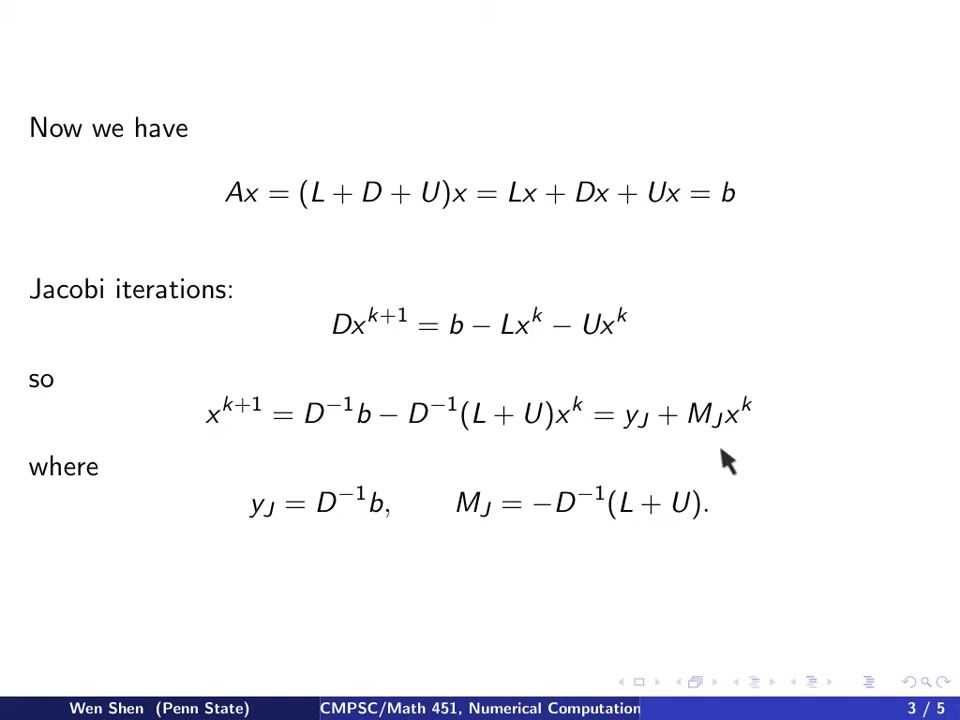 Now we have
Ax = (L + D + U)x = Lx + Dx + Ux = b
Jacobi iterations:
Dx^{k+1} = b − Lx^k − Ux^k
so
x^{k+1} = D^{−1}b − D^{−1}(L + U)x^k = y_J + M_J x^k
where
y_J = D^{−1}b,    M_J = −D^{−1}(L + U).
Wen Shen (Penn State)    CMPSC/Math 451, Numerical Computation    3 / 5